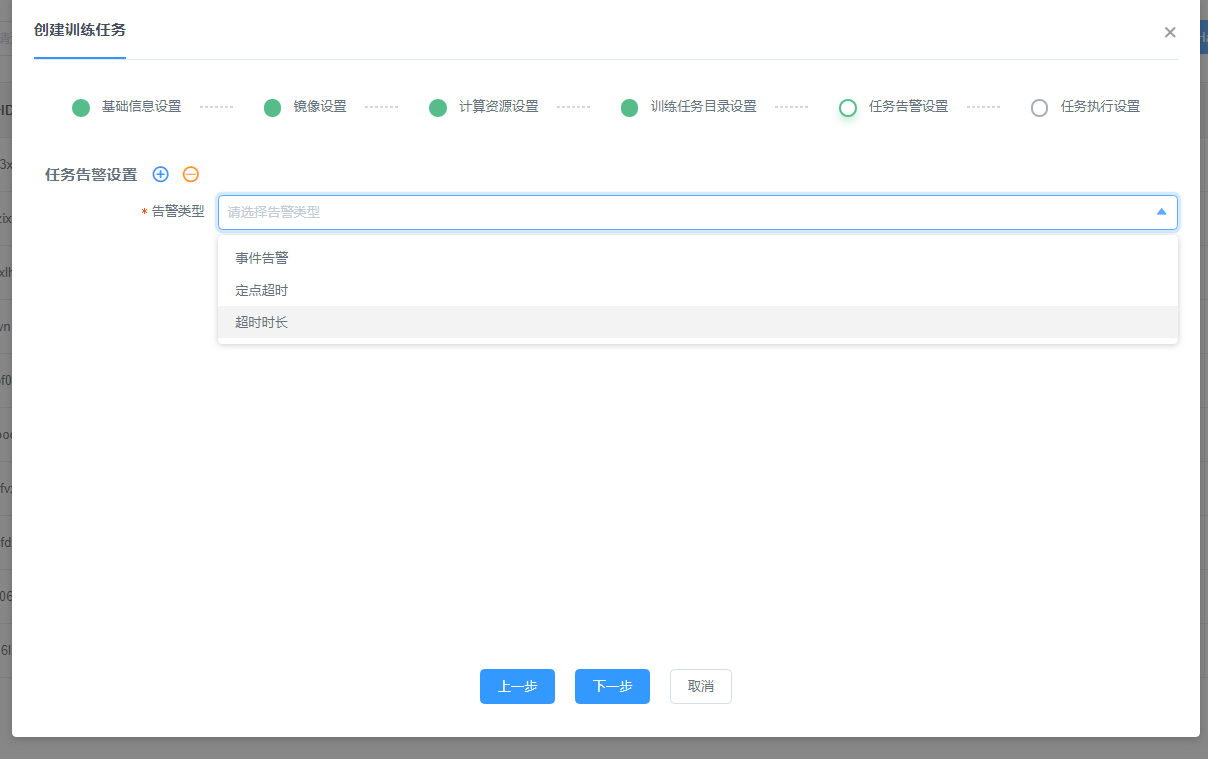 创建训练任务
基础信息设置
镜像设置
计算资源设置
训练任务目录设置
任务告警设置
任务执行设置
任务告警设置
* 告警类型
请选择告警类型
事件告警
定点超时
超时时长
上一步
下一步
取消